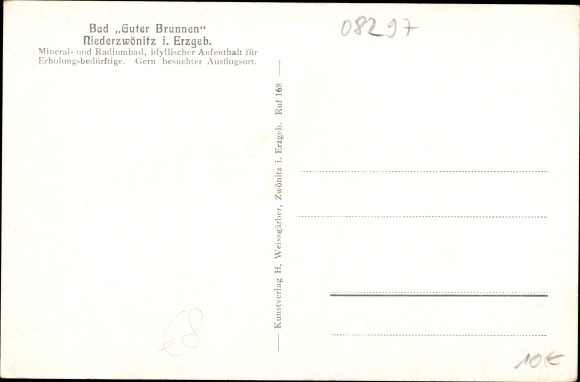 Bad „Guter Brunnen“
Niederzwönitz i. Erzgeb.
Mineral- und Radiumbad, idyllischer Aufenthalt für
Erholungsbedürftige. Gern besuchter Ausflugsort.
Kunstverlag H. Weissgärber, Zwönitz i. Erzgeb. Ruf 168
08297
€8
10€